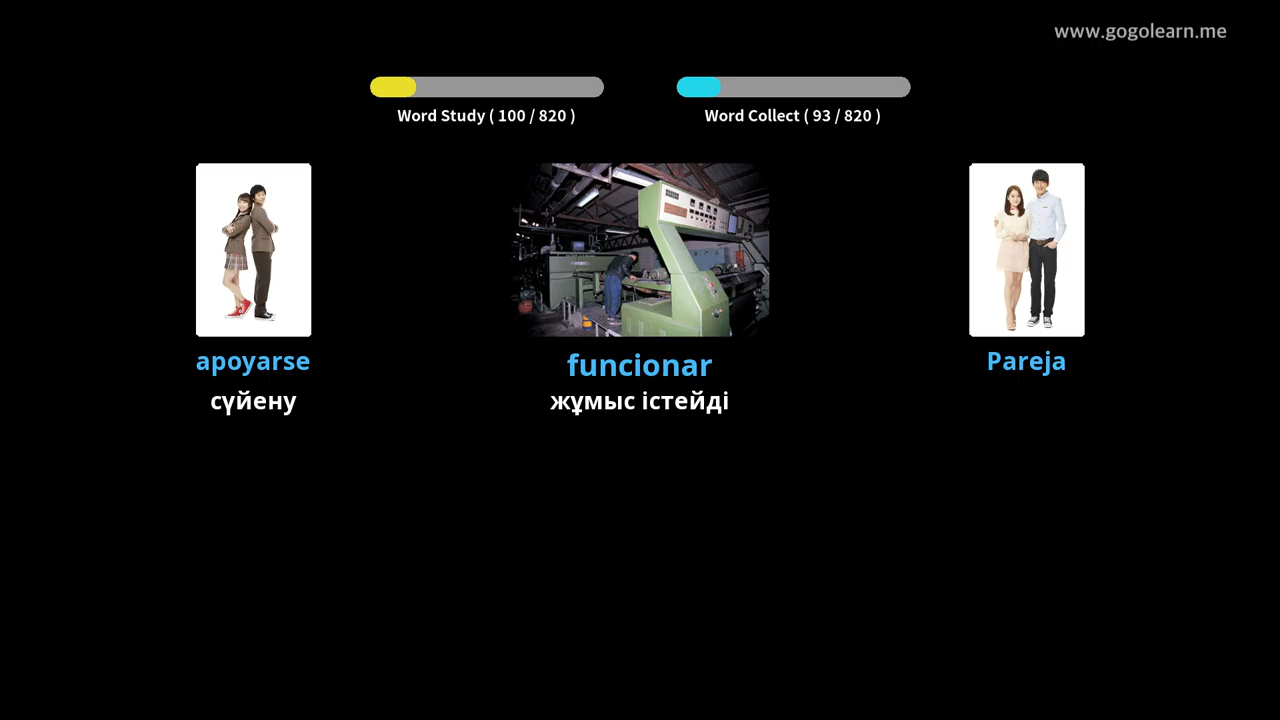 www.gogolearn.me
Word Study ( 100 / 820 )
Word Collect ( 93 / 820 )
apoyarse
сүйену
funcionar
жұмыс істейді
Pareja